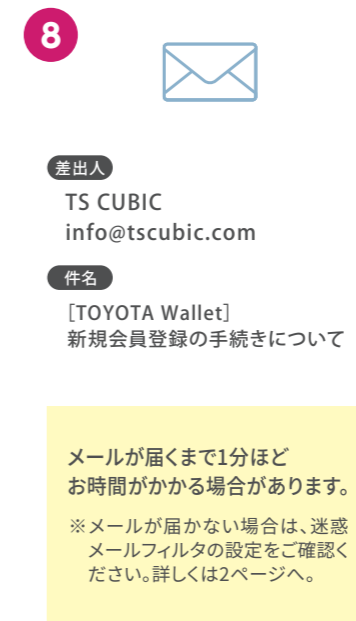 8
差出人
TS CUBIC
info@tscubic.com
件名
［TOYOTA Wallet］
新規会員登録の手続きについて
メールが届くまで1分ほど
お時間がかかる場合があります。
※メールが届かない場合は、迷惑
メールフィルタの設定をご確認く
ださい。詳しくは2ページへ。